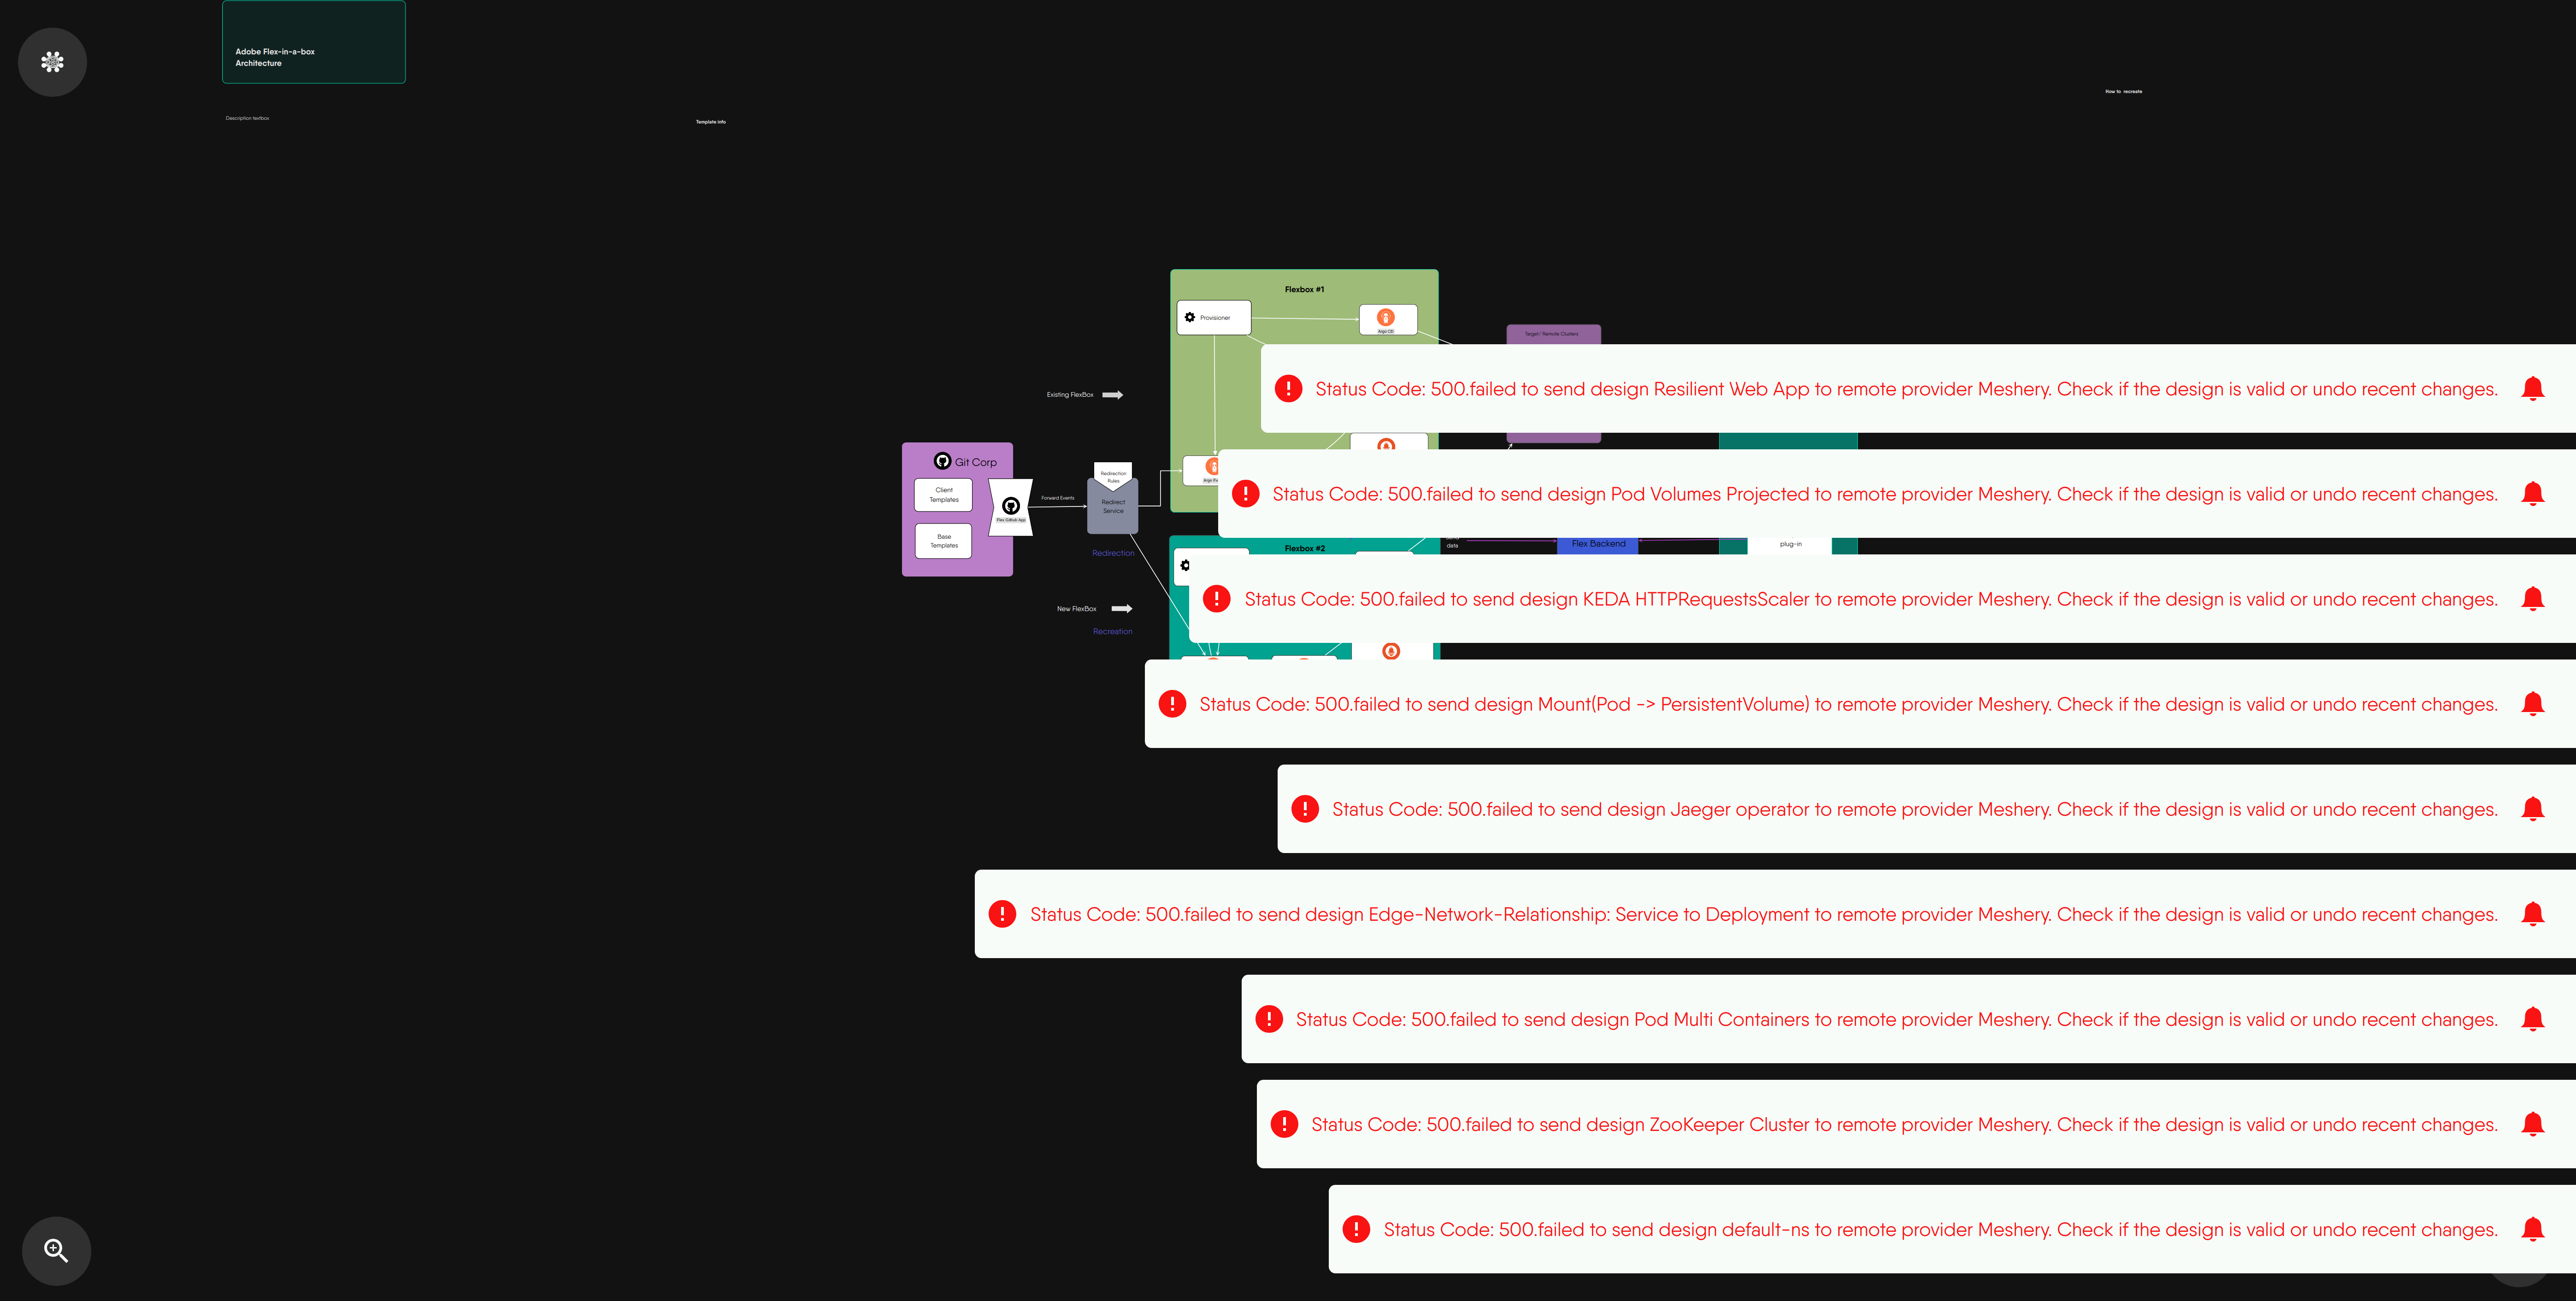 Adobe Flex-in-a-box
Architecture
How to recreate
Description textbox
Template info
Flexbox #1
Provisioner
Argo CD
Target/ Remote Clusters
Status Code: 500.failed to send design Resilient Web App to remote provider Meshery. Check if the design is valid or undo recent changes.
Existing FlexBox
Git Corp
Client
Templates
Base
Templates
Flex Github App
Forward Events
Redirection
Rules
Redirect
Service
Redirection
Argo
Status Code: 500.failed to send design Pod Volumes Projected to remote provider Meshery. Check if the design is valid or undo recent changes.
Flexbox #2
data
Flex Backend
plug-in
New FlexBox
Recreation
Status Code: 500.failed to send design KEDA HTTPRequestsScaler to remote provider Meshery. Check if the design is valid or undo recent changes.
Status Code: 500.failed to send design Mount(Pod -> PersistentVolume) to remote provider Meshery. Check if the design is valid or undo recent changes.
Status Code: 500.failed to send design Jaeger operator to remote provider Meshery. Check if the design is valid or undo recent changes.
Status Code: 500.failed to send design Edge-Network-Relationship: Service to Deployment to remote provider Meshery. Check if the design is valid or undo recent changes.
Status Code: 500.failed to send design Pod Multi Containers to remote provider Meshery. Check if the design is valid or undo recent changes.
Status Code: 500.failed to send design ZooKeeper Cluster to remote provider Meshery. Check if the design is valid or undo recent changes.
Status Code: 500.failed to send design default-ns to remote provider Meshery. Check if the design is valid or undo recent changes.